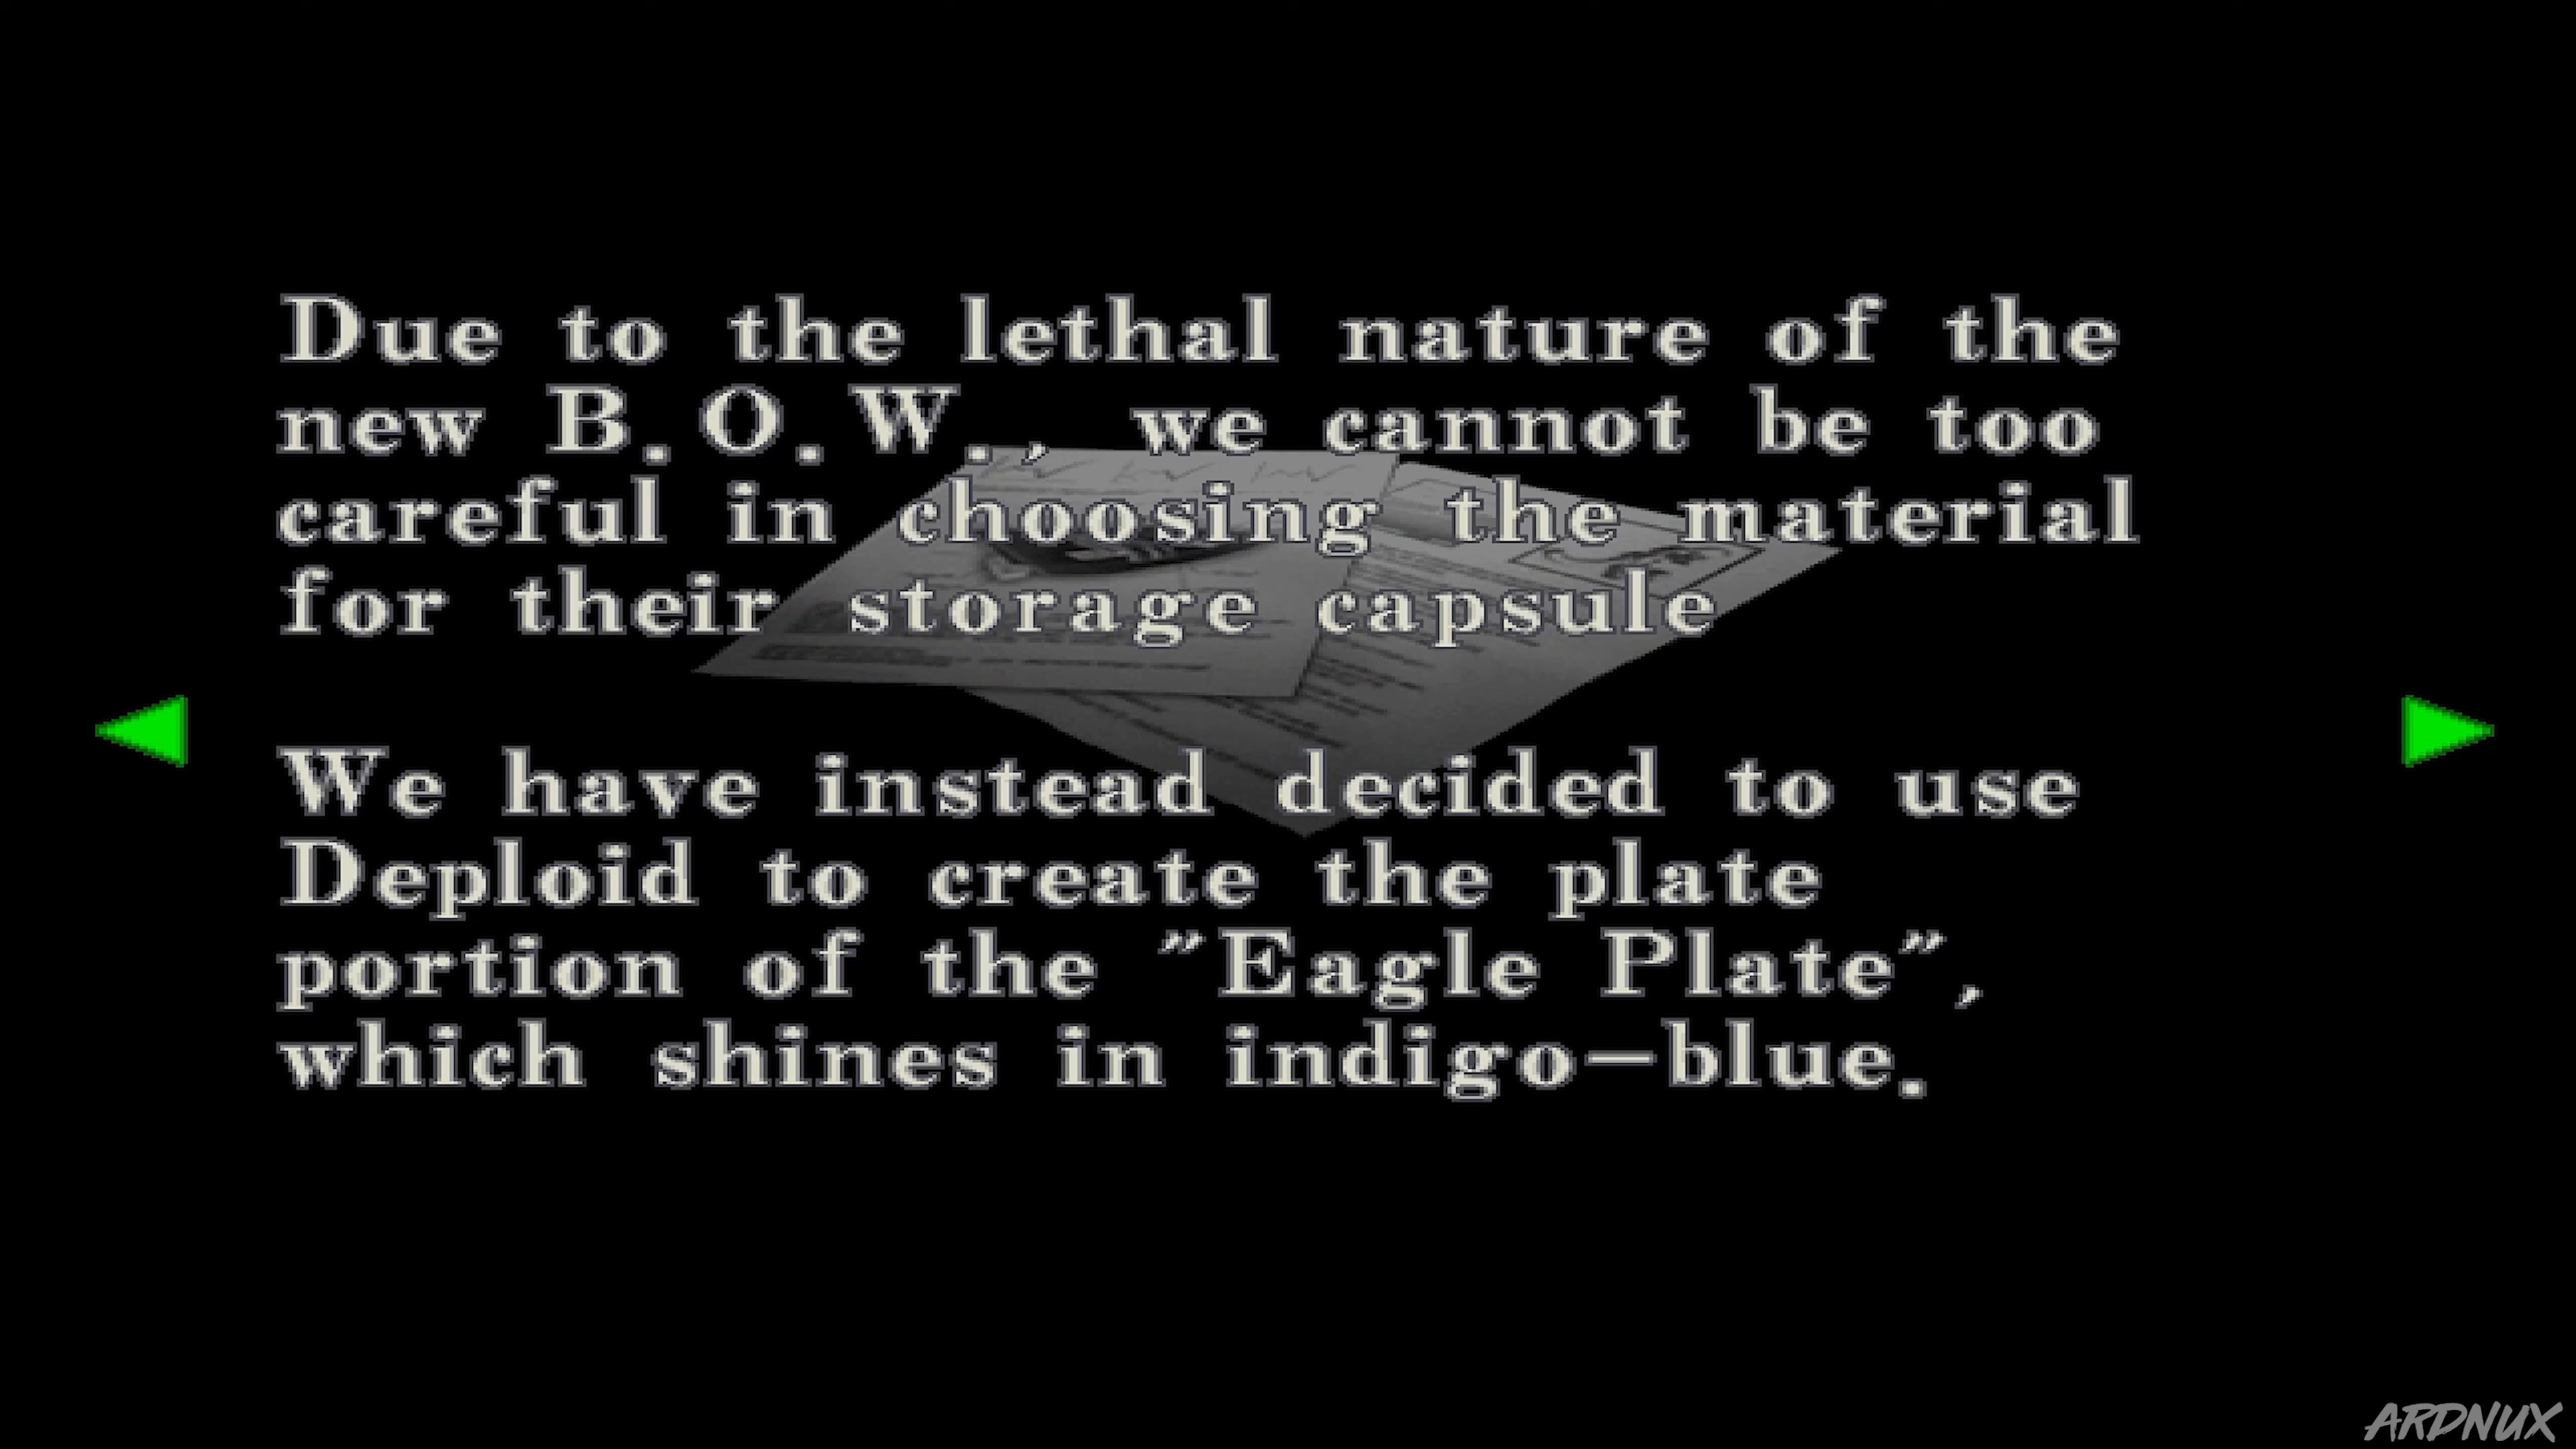 Due to the lethal nature of the
new B.O.W., we cannot be too
careful in choosing the material
for their storage capsule
We have instead decided to use
Deploid to create the plate
portion of the "Eagle Plate",
which shines in indigo-blue.
ARDNUX